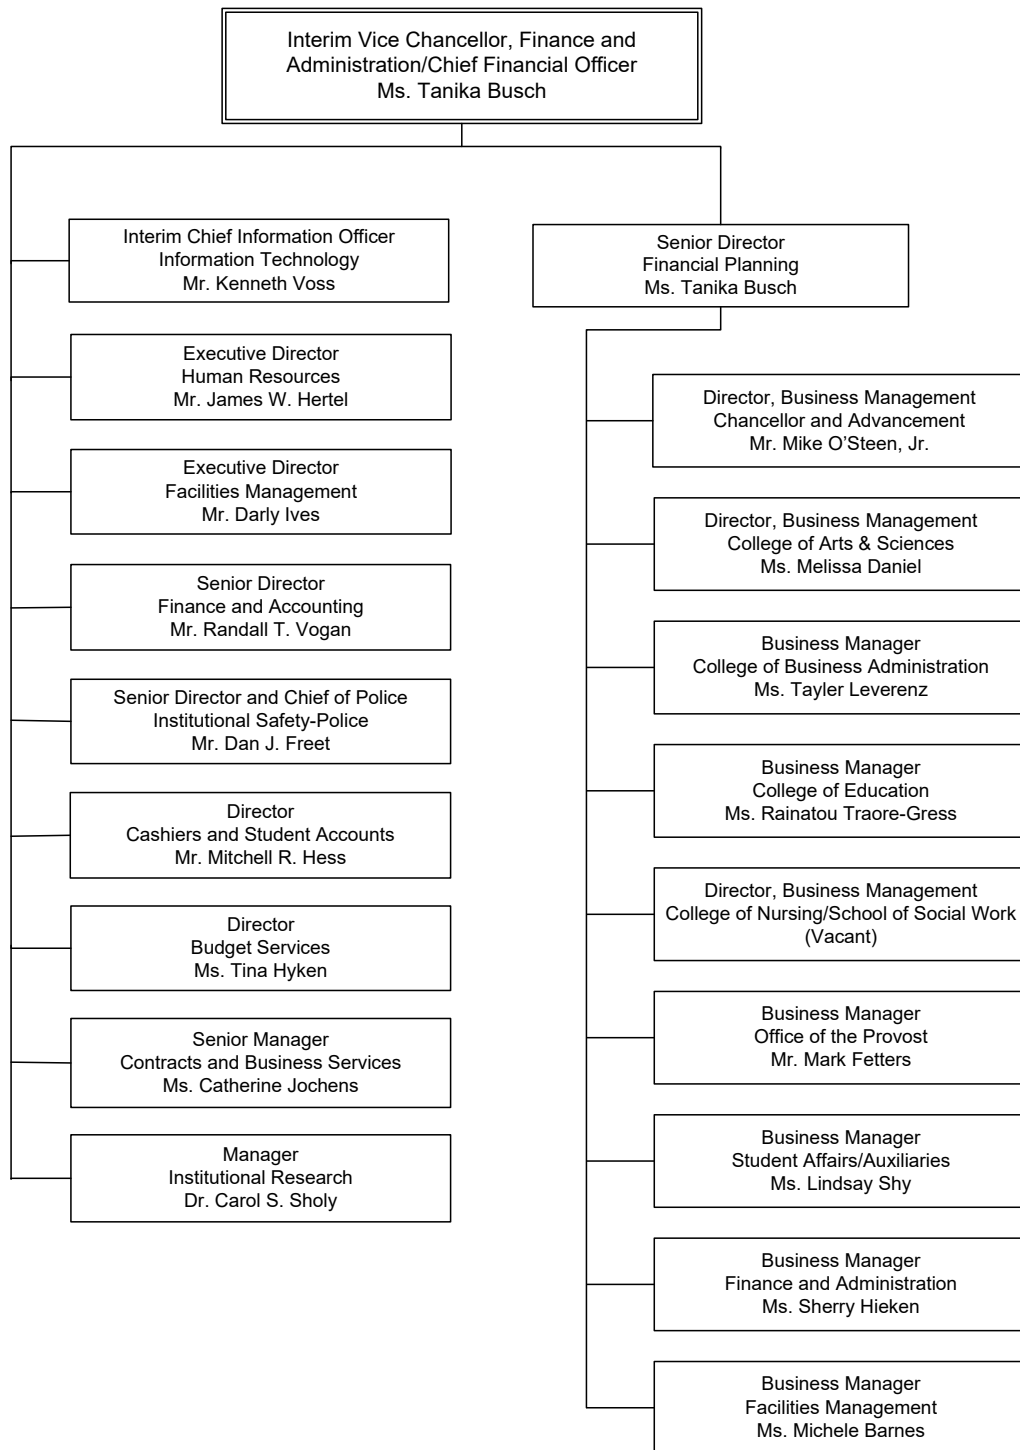 Interim Vice Chancellor, Finance and
Administration/Chief Financial Officer
Ms. Tanika Busch
Interim Chief Information Officer
Information Technology
Mr. Kenneth Voss
Executive Director
Human Resources
Mr. James W. Hertel
Executive Director
Facilities Management
Mr. Darly Ives
Senior Director
Finance and Accounting
Mr. Randall T. Vogan
Senior Director and Chief of Police
Institutional Safety-Police
Mr. Dan J. Freet
Director
Cashiers and Student Accounts
Mr. Mitchell R. Hess
Director
Budget Services
Ms. Tina Hyken
Senior Manager
Contracts and Business Services
Ms. Catherine Jochens
Manager
Institutional Research
Dr. Carol S. Sholy
Senior Director
Financial Planning
Ms. Tanika Busch
Director, Business Management
Chancellor and Advancement
Mr. Mike O’Steen, Jr.
Director, Business Management
College of Arts & Sciences
Ms. Melissa Daniel
Business Manager
College of Business Administration
Ms. Tayler Leverenz
Business Manager
College of Education
Ms. Rainatou Traore-Gress
Director, Business Management
College of Nursing/School of Social Work
(Vacant)
Business Manager
Office of the Provost
Mr. Mark Fetters
Business Manager
Student Affairs/Auxiliaries
Ms. Lindsay Shy
Business Manager
Finance and Administration
Ms. Sherry Hieken
Business Manager
Facilities Management
Ms. Michele Barnes